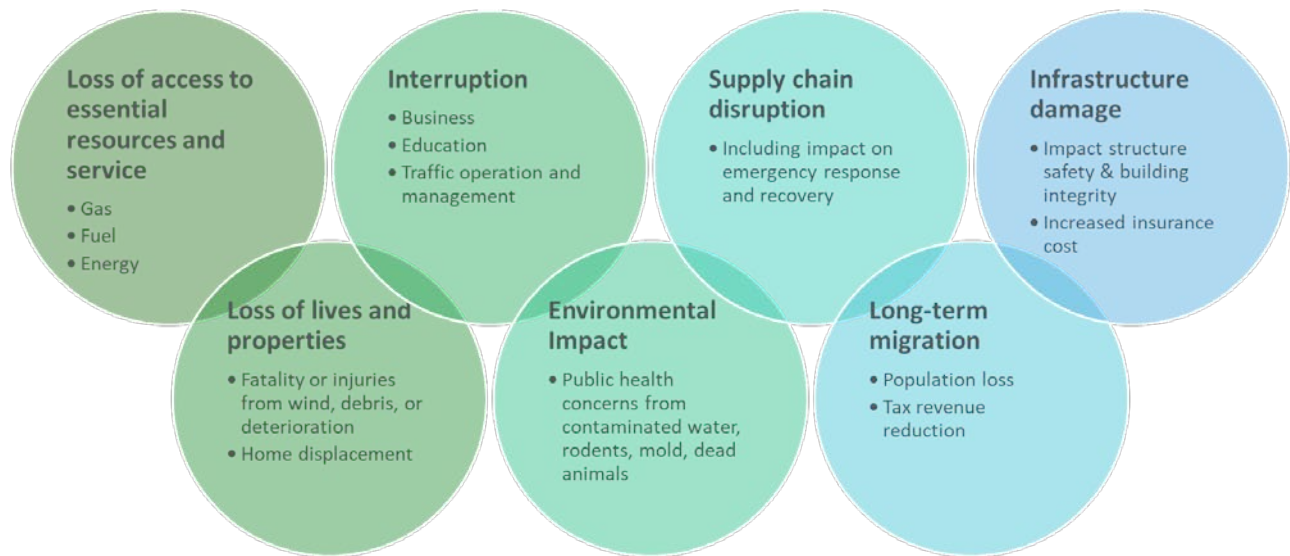 Loss of access to
essential
resources and
service
• Gas
• Fuel
• Energy
Loss of lives and
properties
• Fatality or injuries
from wind, debris, or
deterioration
• Home displacement
Interruption
• Business
• Education
• Traffic operation and
management
Environmental
Impact
• Public health
concerns from
contaminated water,
rodents, mold, dead
animals
Supply chain
disruption
• Including impact on
emergency response
and recovery
Long-term
migration
• Population loss
• Tax revenue
reduction
Infrastructure
damage
• Impact structure
safety & building
integrity
• Increased insurance
cost